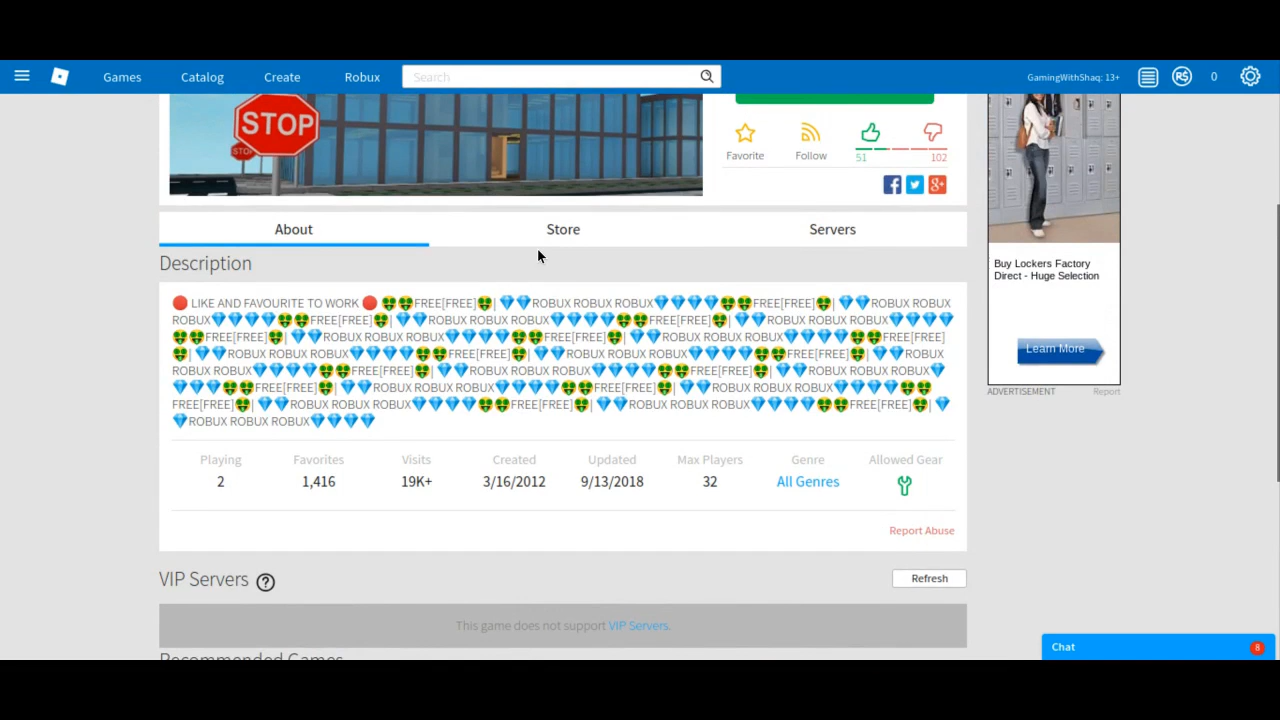 Games Catalog Create Robux Search GamingWithShaq: 13+ R$ 0
STOP
STOP
Favorite Follow 51 102
About Store Servers
Description
🔴 LIKE AND FAVOURITE TO WORK 🔴 🤑🤑FREE[FREE]🤑| 💎💎ROBUX ROBUX ROBUX💎💎💎💎🤑🤑FREE[FREE]🤑| 💎💎ROBUX ROBUX
ROBUX💎💎💎💎🤑🤑FREE[FREE]🤑| 💎💎ROBUX ROBUX ROBUX💎💎💎💎🤑🤑FREE[FREE]🤑| 💎💎ROBUX ROBUX ROBUX💎💎💎💎
🤑🤑FREE[FREE]🤑| 💎💎ROBUX ROBUX ROBUX💎💎💎💎🤑🤑FREE[FREE]🤑| 💎💎ROBUX ROBUX ROBUX💎💎💎💎🤑🤑FREE[FREE]
🤑| 💎💎ROBUX ROBUX ROBUX💎💎💎💎🤑🤑FREE[FREE]🤑| 💎💎ROBUX ROBUX ROBUX💎💎💎💎🤑🤑FREE[FREE]🤑| 💎💎ROBUX
ROBUX ROBUX💎💎💎💎🤑🤑FREE[FREE]🤑| 💎💎ROBUX ROBUX ROBUX💎💎💎💎🤑🤑FREE[FREE]🤑| 💎💎ROBUX ROBUX ROBUX💎
💎💎💎🤑🤑FREE[FREE]🤑| 💎💎ROBUX ROBUX ROBUX💎💎💎💎🤑🤑FREE[FREE]🤑| 💎💎ROBUX ROBUX ROBUX💎💎💎💎🤑🤑
FREE[FREE]🤑| 💎💎ROBUX ROBUX ROBUX💎💎💎💎🤑🤑FREE[FREE]🤑| 💎💎ROBUX ROBUX ROBUX💎💎💎💎🤑🤑FREE[FREE]🤑| 💎
💎ROBUX ROBUX ROBUX💎💎💎💎
Playing Favorites Visits Created Updated Max Players Genre Allowed Gear
2 1,416 19K+ 3/16/2012 9/13/2018 32 All Genres
Report Abuse
VIP Servers ? Refresh
This game does not support VIP Servers.
Recommended Games
Buy Lockers Factory
Direct - Huge Selection
Learn More
ADVERTISEMENT Report
Chat 8